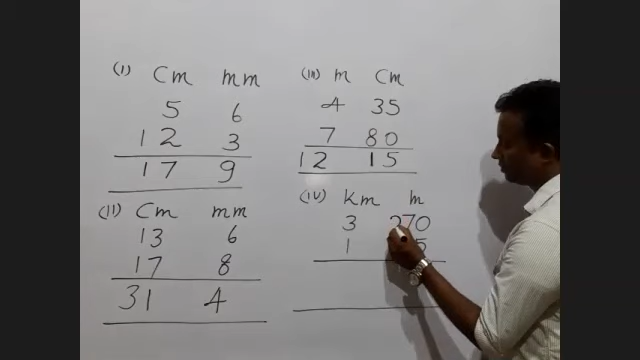 (I) Cm mm
5 6
12 3
17 9
(II) Cm mm
13 6
17 8
31 4
(III) m Cm
4 35
7 80
12 15
(IV) Km m
3 270
1 5